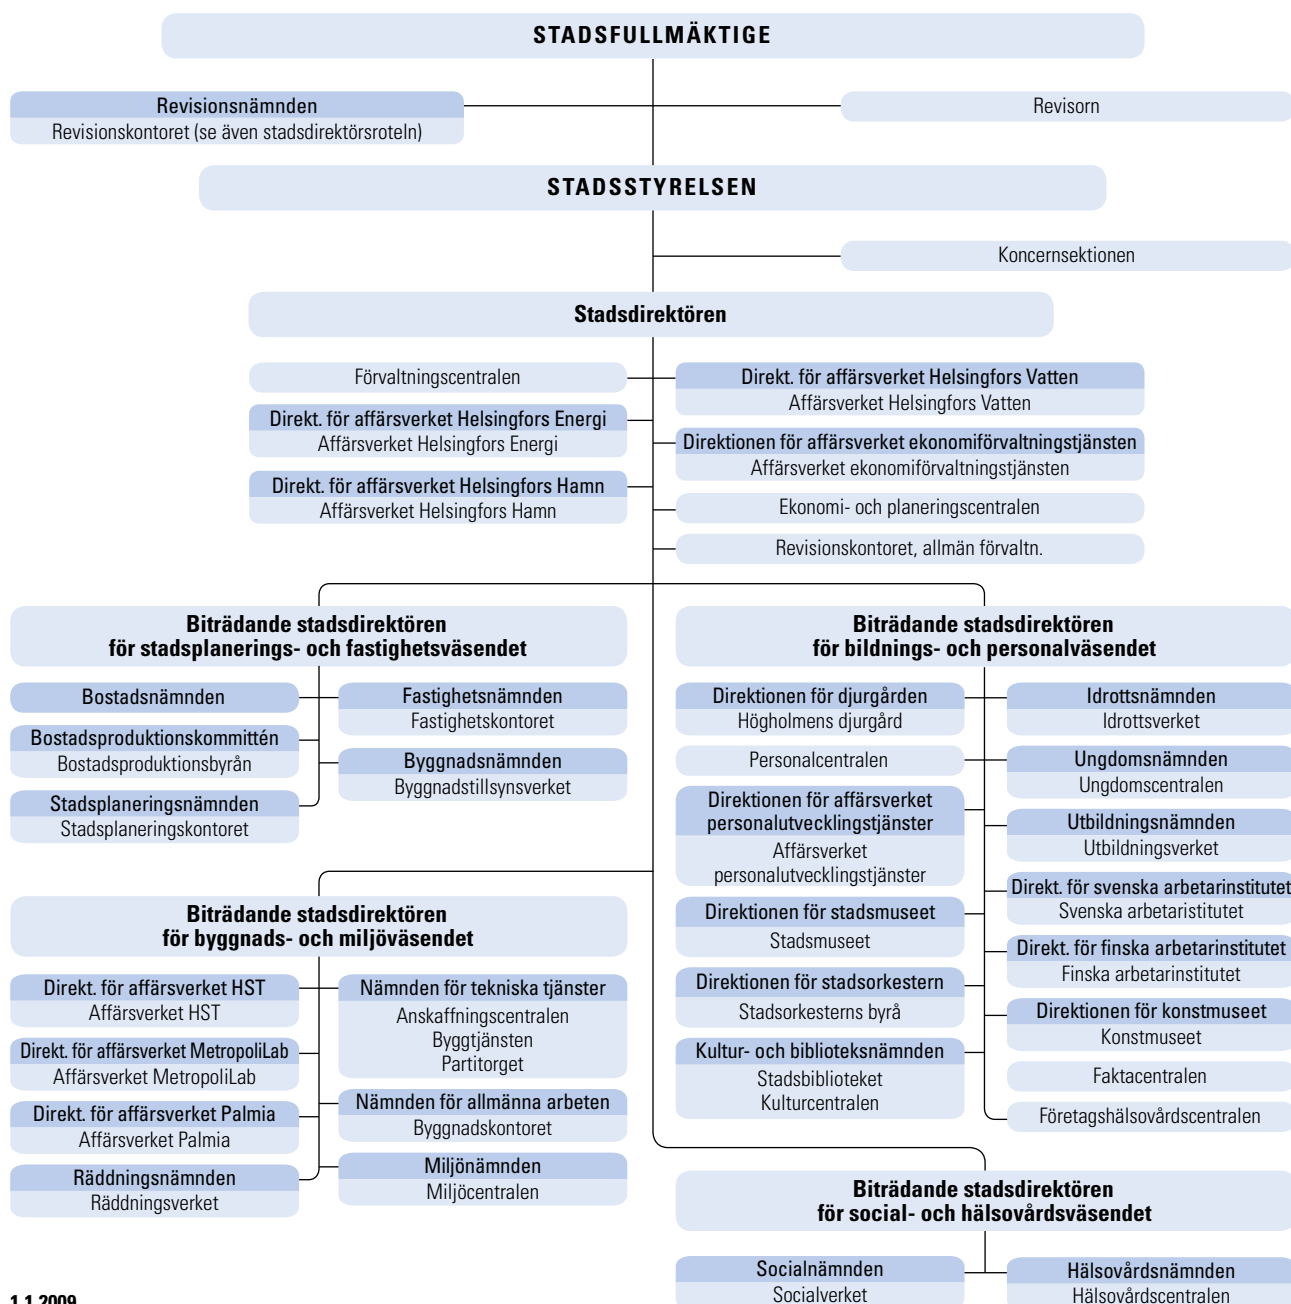 STADSFULLMÄKTIGE
Revisionsnämnden
Revisionskontoret (se även stadsdirektörsroteln)
Revisorn
STADSSTYRELSEN
Koncernsektionen
Stadsdirektören
Förvaltningscentralen
Direkt. för affärsverket Helsingfors Energi
Affärsverket Helsingfors Energi
Direkt. för affärsverket Helsingfors Hamn
Affärsverket Helsingfors Hamn
Direkt. för affärsverket Helsingfors Vatten
Affärsverket Helsingfors Vatten
Direktionen för affärsverket ekonomiförvaltningstjänsten
Affärsverket ekonomiförvaltningstjänsten
Ekonomi- och planeringscentralen
Revisionskontoret, allmän förvaltn.
Biträdande stadsdirektören
för stadsplanerings- och fastighetsväsendet
Bostadsnämnden
Bostadsproduktionskommittén
Bostadsproduktionsbyrån
Stadsplaneringsnämnden
Stadsplaneringskontoret
Fastighetsnämnden
Fastighetskontoret
Byggnadsnämnden
Byggnadstillsynsverket
Biträdande stadsdirektören
för bildnings- och personalväsendet
Direktionen för djurgården
Högholmens djurgård
Personalcentralen
Direktionen för affärsverket
personalutvecklingstjänster
Affärsverket
personalutvecklingstjänster
Direktionen för stadsmuseet
Stadsmuseet
Direktionen för stadsorkestern
Stadsorkesterns byrå
Kultur- och biblioteksnämnden
Stadsbiblioteket
Kulturcentralen
Idrottsnämnden
Idrottsverket
Ungdomsnämnden
Ungdomscentralen
Utbildningsnämnden
Utbildningsverket
Direkt. för svenska arbetarinstitutet
Svenska arbetaristitutet
Direkt. för finska arbetarinstitutet
Finska arbetarinstitutet
Direktionen för konstmuseet
Konstmuseet
Faktacentralen
Företagshälsovårdscentralen
Biträdande stadsdirektören
för byggnads- och miljöväsendet
Direkt. för affärsverket HST
Affärsverket HST
Direkt. för affärsverket MetropoliLab
Affärsverket MetropoliLab
Direkt. för affärsverket Palmia
Affärsverket Palmia
Räddningsnämnden
Räddningsverket
Nämnden för tekniska tjänster
Anskaffningscentralen
Byggtjänsten
Partitorget
Nämnden för allmänna arbeten
Byggnadskontoret
Miljönämnden
Miljöcentralen
Biträdande stadsdirektören
för social- och hälsovårdsväsendet
Socialnämnden
Socialverket
Hälsovårdsnämnden
Hälsovårdscentralen
1.1.2009